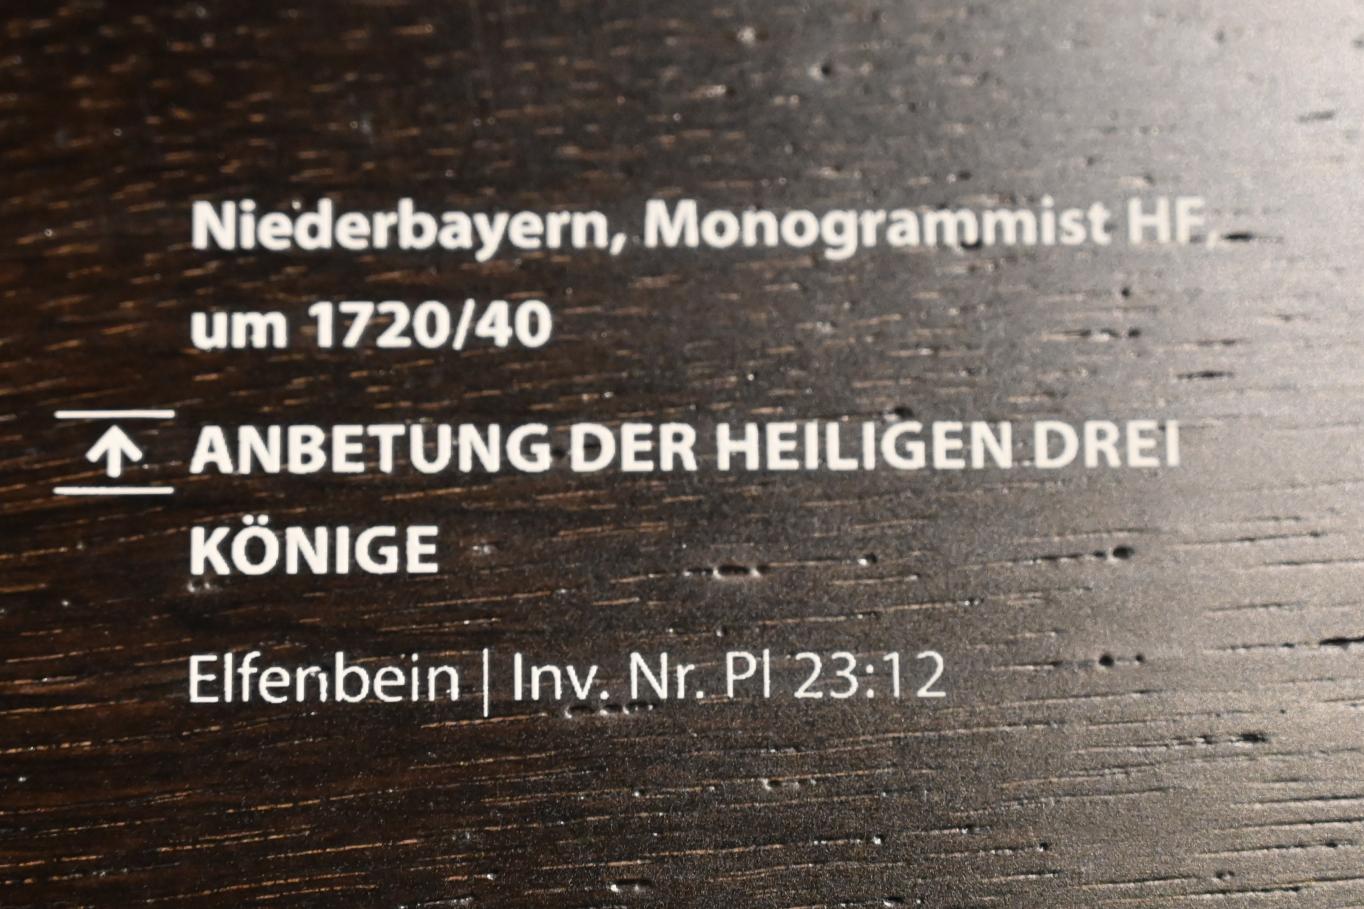 Niederbayern, Monogrammist HF,
um 1720/40
ANBETUNG DER HEILIGEN DREI
KÖNIGE
Elfenbein | Inv. Nr. Pl 23:12